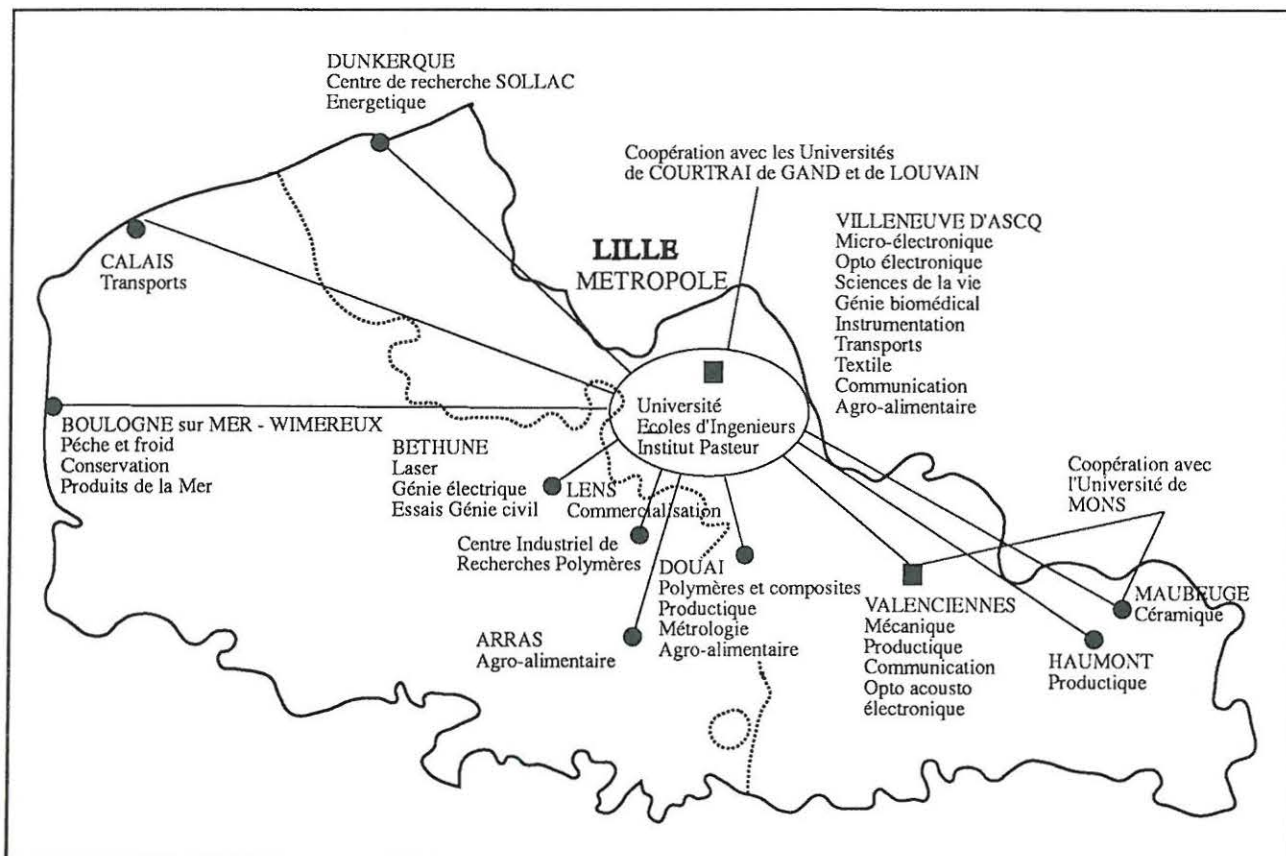 DUNKERQUE
Centre de recherche SOLLAC
Energetique
Coopération avec les Universités
de COURTRAI de GAND et de LOUVAIN
LILLE
METROPOLE
VILLENEUVE D'ASCQ
Micro-électronique
Opto électronique
Sciences de la vie
Génie biomédical
Instrumentation
Transports
Textile
Communication
Agro-alimentaire
CALAIS
Transports
Université
Ecoles d'Ingenieurs
Institut Pasteur
BOULOGNE sur MER - WIMEREUX
Péche et froid
Conservation
Produits de la Mer
BETHUNE
Laser
Génie électrique
Essais Génie civil
LENS
Commercialisation
Centre Industriel de
Recherches Polymères
DOUAI
Polymères et composites
Productique
Métrologie
Agro-alimentaire
ARRAS
Agro-alimentaire
Coopération avec
l'Université de
MONS
VALENCIENNES
Mécanique
Productique
Communication
Opto acousto
électronique
MAUBEUGE
Céramique
HAUMONT
Productique